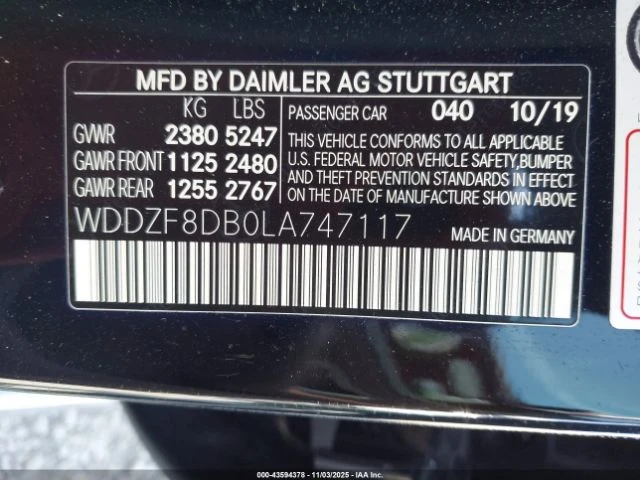 MFD BY DAIMLER AG STUTTGART
KG LBS
GVWR 2380 5247
GAWR FRONT 1125 2480
GAWR REAR 1255 2767
PASSENGER CAR 040 10/19
THIS VEHICLE CONFORMS TO ALL APPLICABLE
U.S. FEDERAL MOTOR VEHICLE SAFETY,BUMPER
AND THEFT PREVENTION STANDARDS IN EFFECT
ON THE DATE OF MANUFACTURE SHOWN ABOVE
WDDZF8DB0LA747117
MADE IN GERMANY
000-43594378 - 11/03/2025 - IAA Inc.